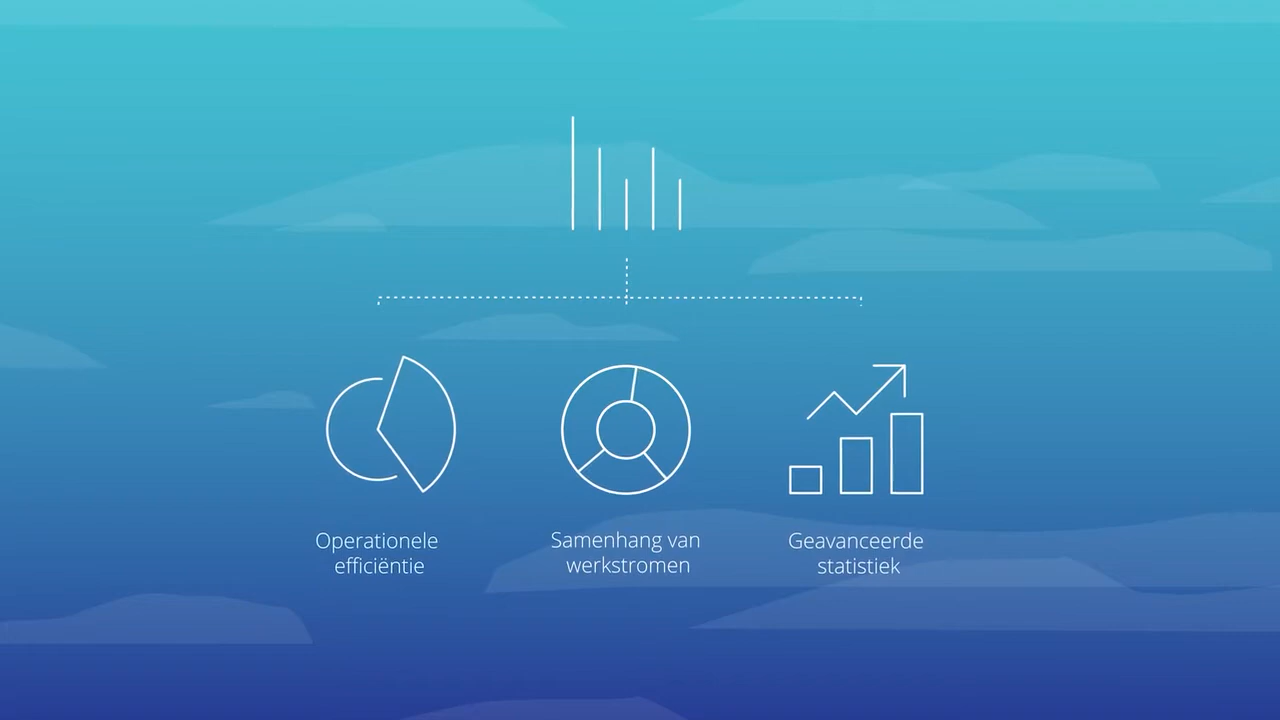 Operationele
efficiëntie
Samenhang van
werkstromen
Geavanceerde
statistiek